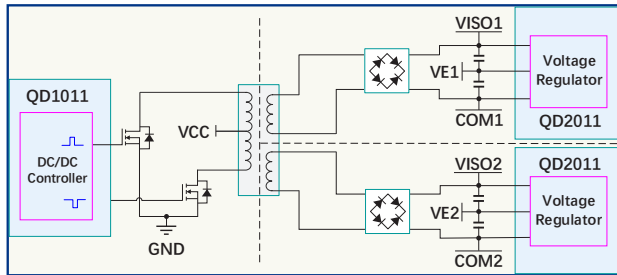 QD1011
DC/DC
Controller
VCC
GND
VISO1
VE1
COM1
Voltage
Regulator
QD2011
VISO2
VE2
COM2
QD2011
Voltage
Regulator